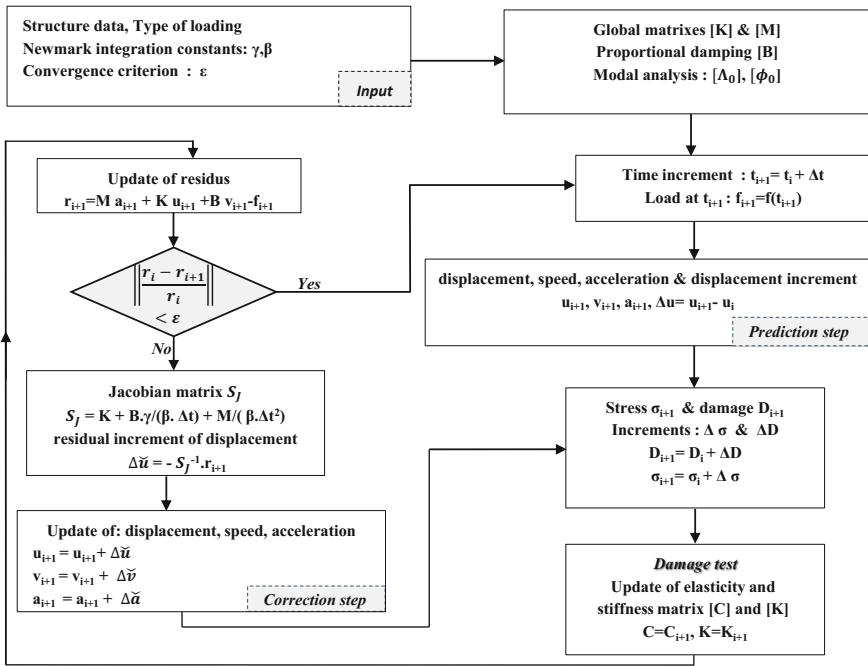 Structure data, Type of loading
Newmark integration constants: γ,β
Convergence criterion : ε
Input
Global matrixes [K] & [M]
Proportional damping [B]
Modal analysis : [Λ₀], [ϕ₀]
Time increment : tᵢ₊₁= tᵢ + Δt
Load at tᵢ₊₁ : fᵢ₊₁=f(tᵢ₊₁)
displacement, speed, acceleration & displacement increment
uᵢ₊₁, vᵢ₊₁, aᵢ₊₁, Δu= uᵢ₊₁- uᵢ
Prediction step
Stress σᵢ₊₁ & damage Dᵢ₊₁
Increments : Δ σ & ΔD
Dᵢ₊₁= Dᵢ + ΔD
σᵢ₊₁= σᵢ + Δ σ
Damage test
Update of elasticity and
stiffness matrix [C] and [K]
C=Cᵢ₊₁, K=Kᵢ₊₁
Update of residus
rᵢ₊₁=M aᵢ₊₁ + K uᵢ₊₁ +B vᵢ₊₁-fᵢ₊₁
‖(rᵢ − rᵢ₊₁)/rᵢ‖
< ε
Yes
No
Jacobian matrix S_J
S_J = K + B.γ/(β. Δt) + M/( β.Δt²)
residual increment of displacement
Δŭ = - S_J⁻¹.rᵢ₊₁
Update of: displacement, speed, acceleration
uᵢ₊₁ = uᵢ₊₁+ Δŭ
vᵢ₊₁ = vᵢ₊₁ + Δv̆
aᵢ₊₁ = aᵢ₊₁ + Δă
Correction step